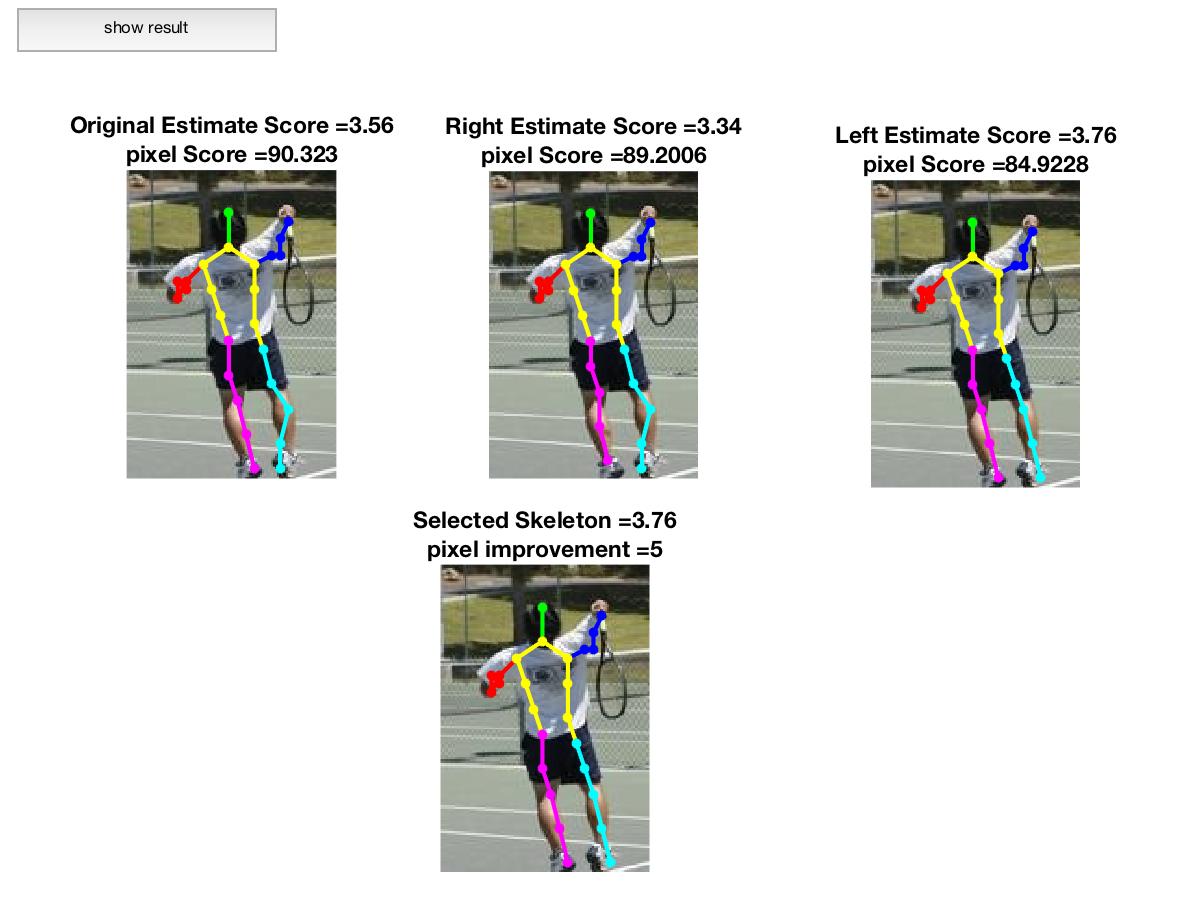 show result
Original Estimate Score =3.56
pixel Score =90.323
Right Estimate Score =3.34
pixel Score =89.2006
Left Estimate Score =3.76
pixel Score =84.9228
Selected Skeleton =3.76
pixel improvement =5